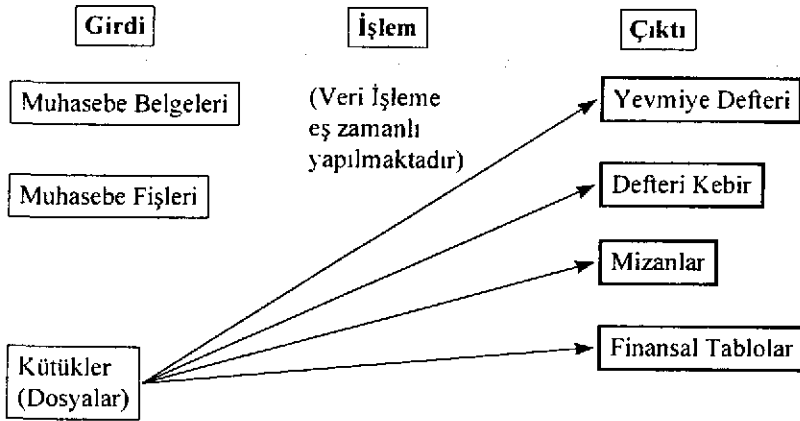 Girdi
İşlem
Çıktı
Muhasebe Belgeleri
(Veri İşleme
eş zamanlı
yapılmaktadır)
Yevmiye Defteri
Muhasebe Fişleri
Defteri Kebir
Mizanlar
Kütükler
(Dosyalar)
Finansal Tablolar